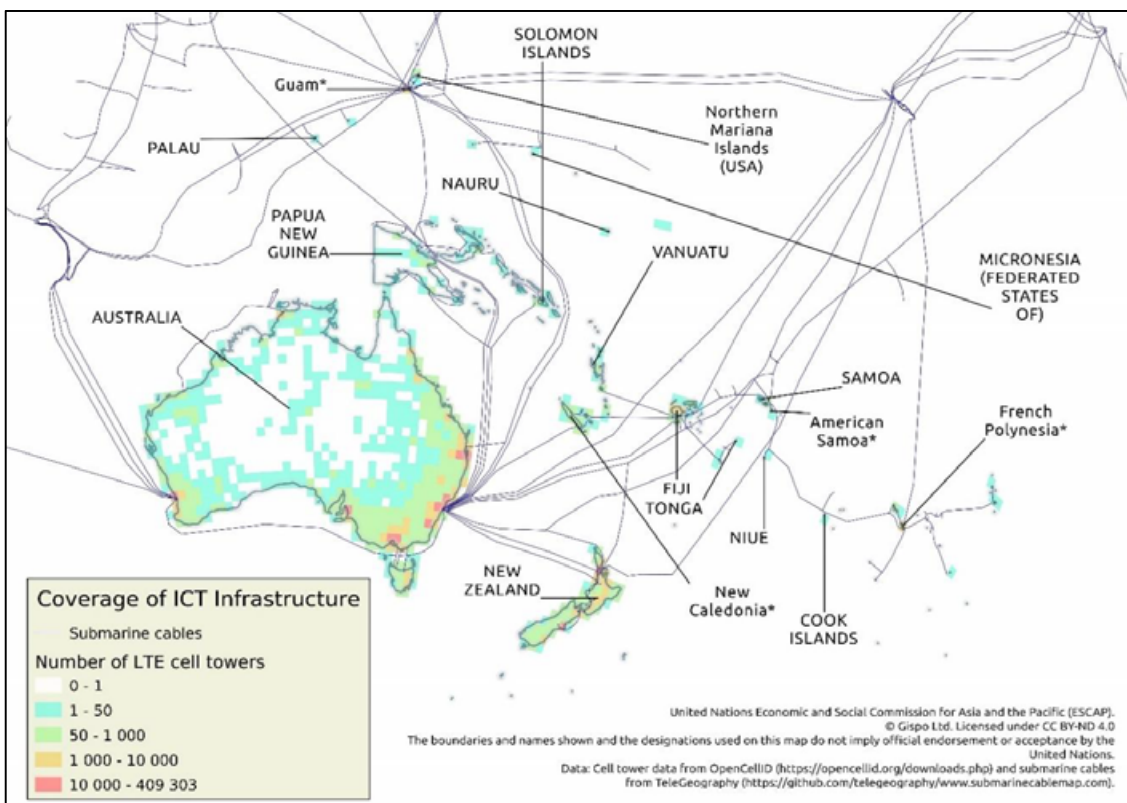 SOLOMON
ISLANDS
Guam*
Northern
Mariana
Islands
(USA)
PALAU
NAURU
PAPUA
NEW
GUINEA
VANUATU
MICRONESIA
(FEDERATED
STATES
OF)
AUSTRALIA
SAMOA
American
Samoa*
French
Polynesia*
FIJI
TONGA
NIUE
NEW
ZEALAND
New
Caledonia*
COOK
ISLANDS
Coverage of ICT Infrastructure
Submarine cables
Number of LTE cell towers
0 - 1
1 - 50
50 - 1 000
1 000 - 10 000
10 000 - 409 303
United Nations Economic and Social Commission for Asia and the Pacific (ESCAP).
© Gispo Ltd. Licensed under CC BY-ND 4.0
The boundaries and names shown and the designations used on this map do not imply official endorsement or acceptance by the
United Nations.
Data: Cell tower data from OpenCellID (https://opencellid.org/downloads.php) and submarine cables
from TeleGeography (https://github.com/telegeography/www.submarinecablemap.com).